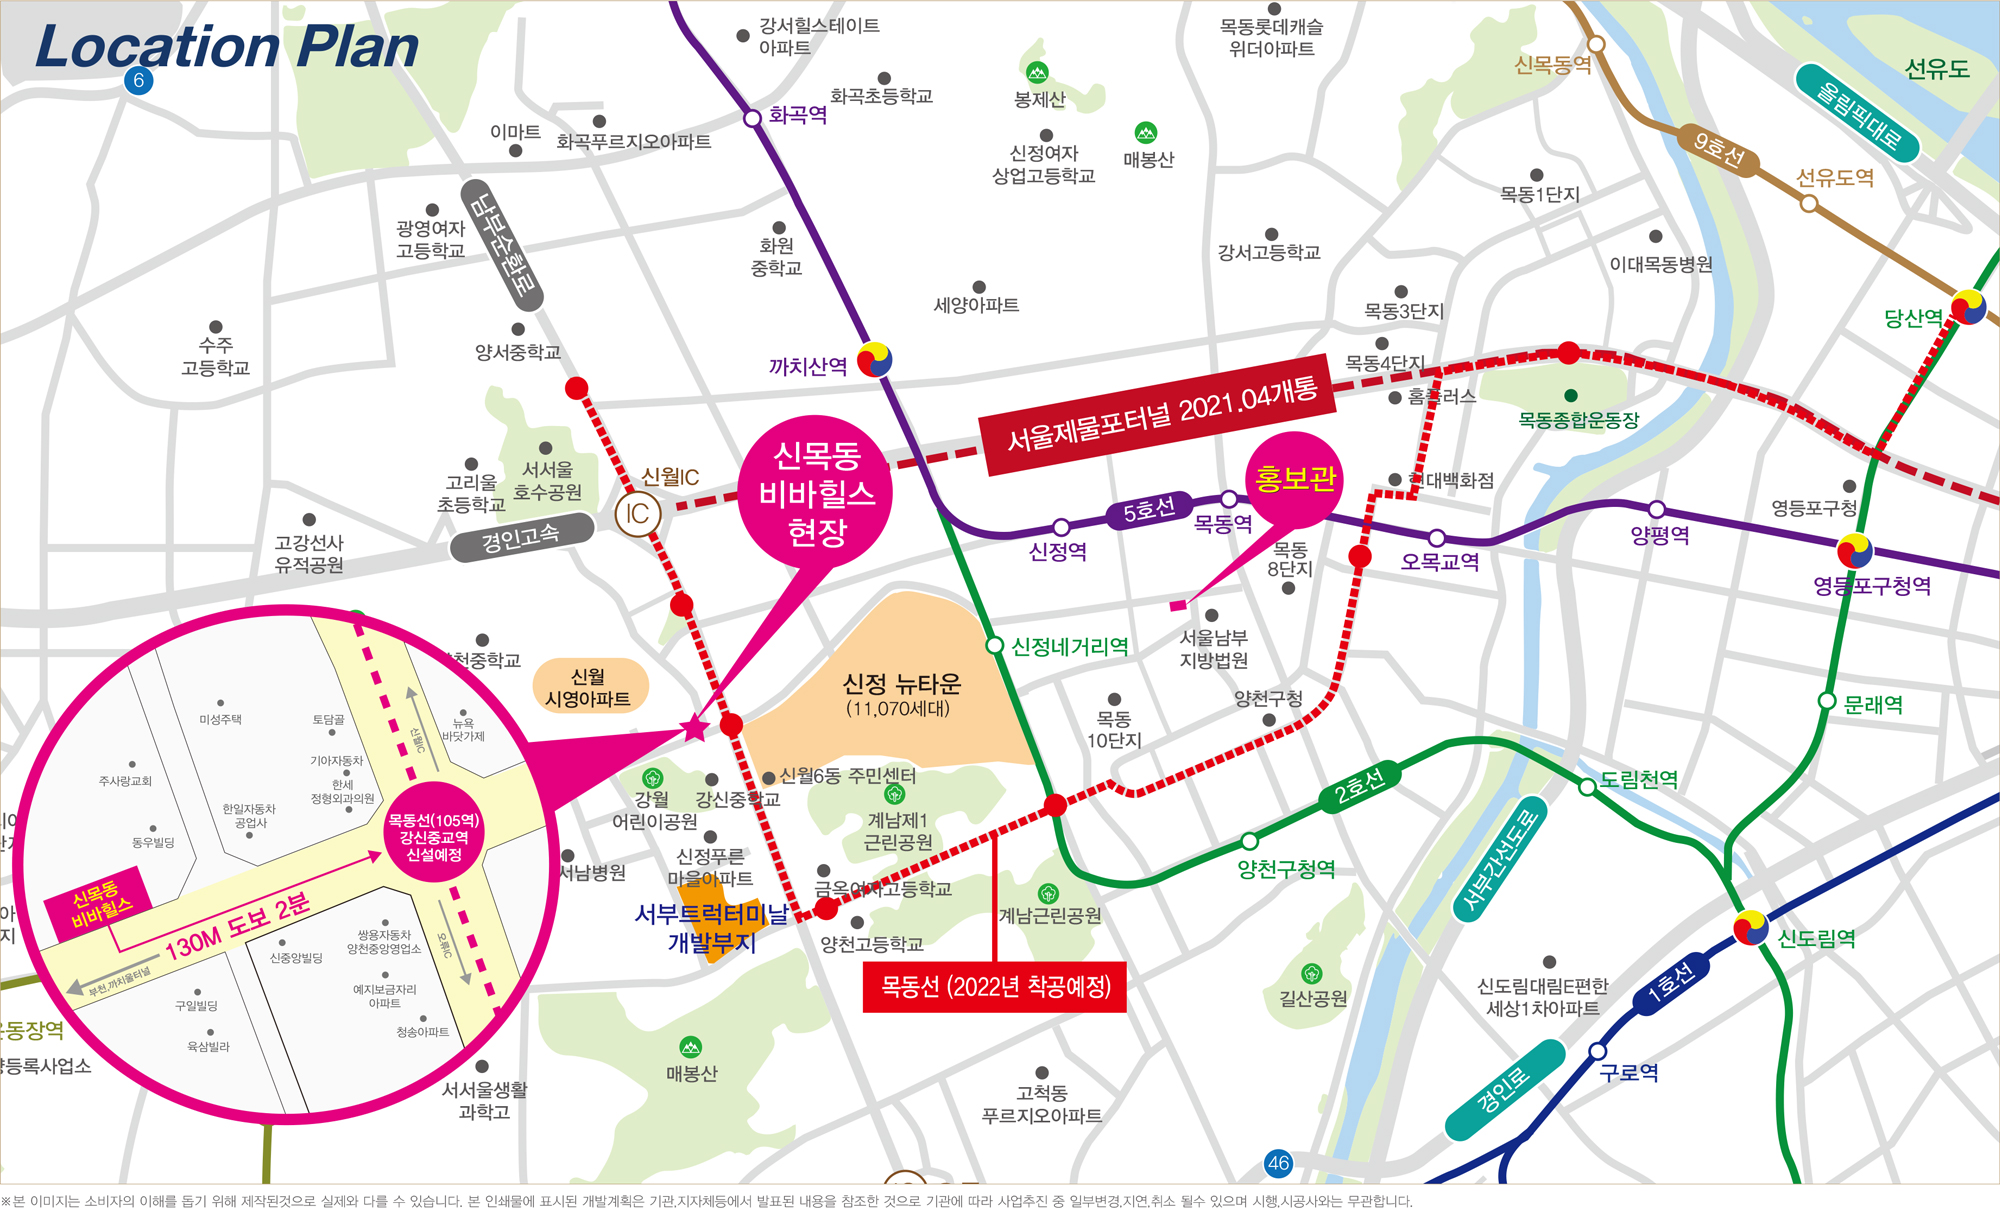 Location Plan
6
강서힐스테이트
아파트
목동롯데캐슬
위더아파트
신목동역
선유도
올림픽대로
화곡초등학교
봉제산
화곡역
이마트
화곡푸르지오아파트
신정여자
상업고등학교
매봉산
9호선
선유도역
목동1단지
남부순환로
광영여자
고등학교
화원
중학교
강서고등학교
이대목동병원
세양아파트
목동3단지
당산역
수주
고등학교
양서중학교
까치산역
목동4단지
서울제물포터널 2021.04개통
홈플러스
목동종합운동장
신목동
비바힐스
현장
홍보관
고리울
초등학교
서서울
호수공원
신월IC
IC
현대백화점
영등포구청
5호선
목동역
고강선사
유적공원
경인고속
신정역
목동
8단지
오목교역
양평역
영등포구청역
신정네거리역
서울남부
지방법원
천중학교
신월
시영아파트
신정 뉴타운
(11,070세대)
목동
10단지
양천구청
문래역
미성주택
토담골
뉴욕
바닷가제
신월IC
기아자동차
한세
정형외과의원
주사랑교회
한일자동차
공업사
동우빌딩
목동선(105역)
강신중교역
신설예정
신목동
비바힐스
130M 도보 2분
부천,까치울터널
오류IC
신중앙빌딩
쌍용자동차
양천중앙영업소
예지보금자리
아파트
구일빌딩
육삼빌라
청송아파트
강월
어린이공원
강신중학교
신월6동 주민센터
계남제1
근린공원
2호선
도림천역
서부간선도로
신정푸른
마을아파트
서남병원
금옥여자고등학교
양천구청역
서부트럭터미날
개발부지
양천고등학교
계남근린공원
신도림역
목동선 (2022년 착공예정)
길산공원
신도림대림E편한
세상1차아파트
1호선
운동장역
량등록사업소
매봉산
서서울생활
과학고
고척동
푸르지오아파트
경인로
구로역
46
※본 이미지는 소비자의 이해를 돕기 위해 제작된것으로 실제와 다를 수 있습니다. 본 인쇄물에 표시된 개발계획은 기관,지자체등에서 발표된 내용을 참조한 것으로 기관에 따라 사업추진 중 일부변경,지연,취소 될수 있으며 시행,시공사와는 무관합니다.